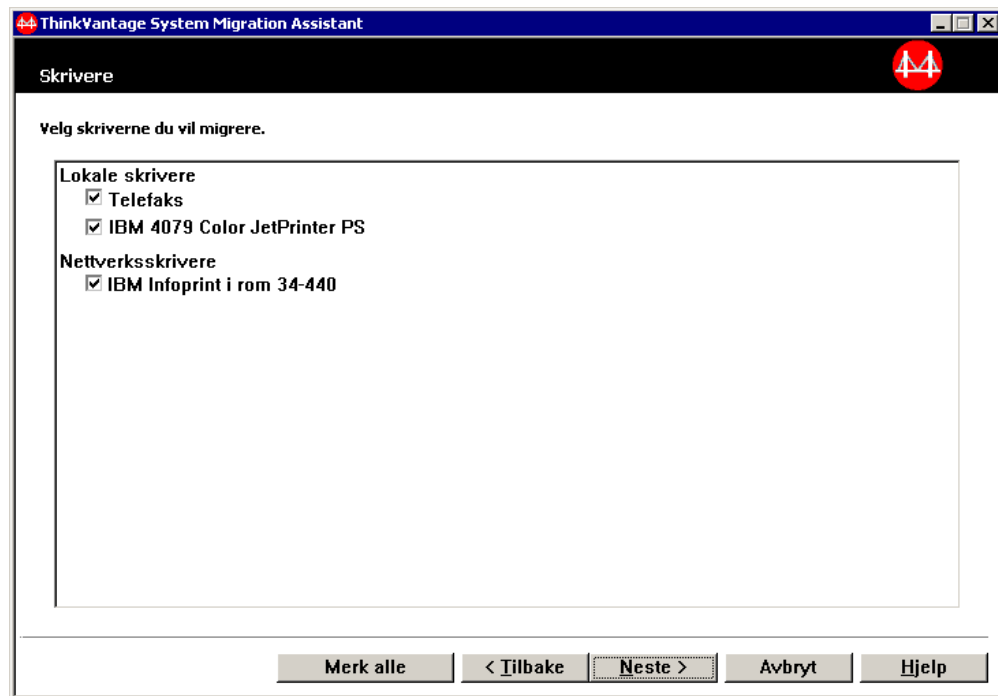 ThinkVantage System Migration Assistant
Skrivere
Velg skriverne du vil migrere.
Lokale skrivere
Telefaks
IBM 4079 Color JetPrinter PS
Nettverksskrivere
IBM Infoprint i rom 34-440
Merk alle
< Tilbake
Neste >
Avbryt
Hjelp